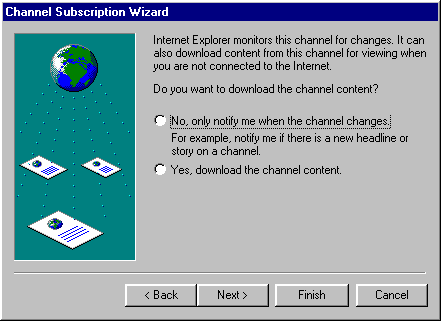 Channel Subscription Wizard
Internet Explorer monitors this channel for changes. It can
also download content from this channel for viewing when
you are not connected to the Internet.
Do you want to download the channel content?
No, only notify me when the channel changes.
For example, notify me if there is a new headline or
story on a channel.
Yes, download the channel content.
< Back
Next >
Finish
Cancel